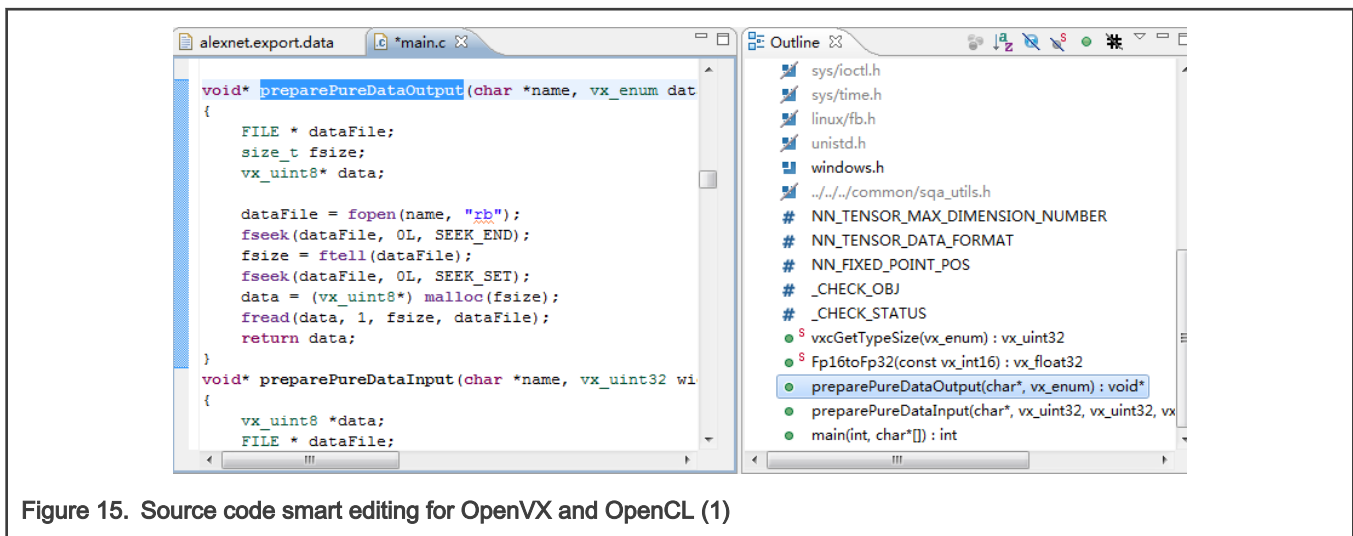 alexnet.export.data
*main.c
void* preparePureDataOutput(char *name, vx_enum dat
{
FILE * dataFile;
size_t fsize;
vx_uint8* data;
dataFile = fopen(name, "rb");
fseek(dataFile, 0L, SEEK_END);
fsize = ftell(dataFile);
fseek(dataFile, 0L, SEEK_SET);
data = (vx_uint8*) malloc(fsize);
fread(data, 1, fsize, dataFile);
return data;
}
void* preparePureDataInput(char *name, vx_uint32 wi
{
vx_uint8 *data;
FILE * dataFile;
Outline
sys/ioctl.h
sys/time.h
linux/fb.h
unistd.h
windows.h
../../../common/sqa_utils.h
# NN_TENSOR_MAX_DIMENSION_NUMBER
# NN_TENSOR_DATA_FORMAT
# NN_FIXED_POINT_POS
# _CHECK_OBJ
# _CHECK_STATUS
S vxcGetTypeSize(vx_enum) : vx_uint32
S Fp16toFp32(const vx_int16) : vx_float32
preparePureDataOutput(char*, vx_enum) : void*
preparePureDataInput(char*, vx_uint32, vx_uint32, vx
main(int, char*[]) : int
Figure 15. Source code smart editing for OpenVX and OpenCL (1)